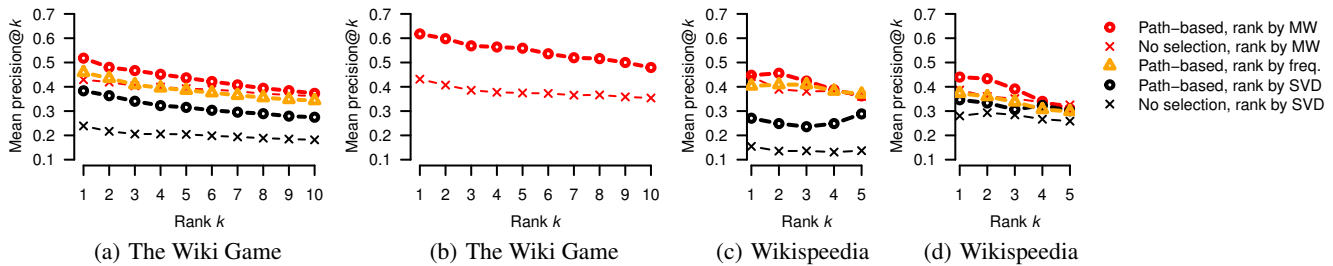 Mean precision@k
0.7
0.6
0.5
0.4
0.3
0.2
0.1
1 2 3 4 5 6 7 8 9 10
Rank k
(a) The Wiki Game
Mean precision@k
0.7
0.6
0.5
0.4
0.3
0.2
0.1
1 2 3 4 5 6 7 8 9 10
Rank k
(b) The Wiki Game
Mean precision@k
0.7
0.6
0.5
0.4
0.3
0.2
0.1
1 2 3 4 5
Rank k
(c) Wikispeedia
Mean precision@k
0.7
0.6
0.5
0.4
0.3
0.2
0.1
1 2 3 4 5
Rank k
(d) Wikispeedia
Path−based, rank by MW
No selection, rank by MW
Path−based, rank by freq.
Path−based, rank by SVD
No selection, rank by SVD